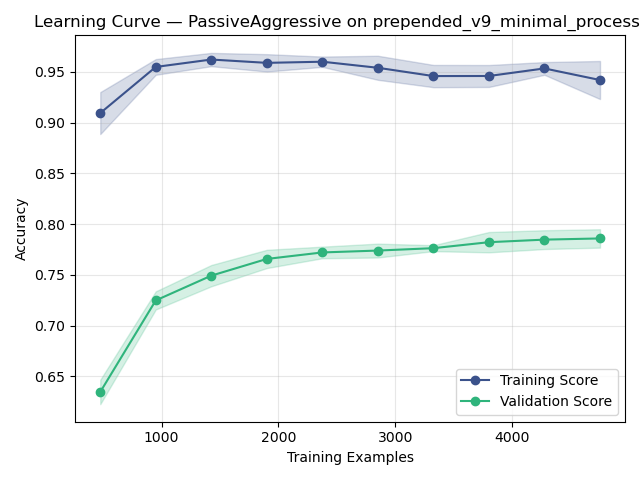 Learning Curve — PassiveAggressive on prepended_v9_minimal_process
0.95
0.90
0.85
0.80
0.75
0.70
0.65
Accuracy
1000 2000 3000 4000
Training Examples
Training Score
Validation Score